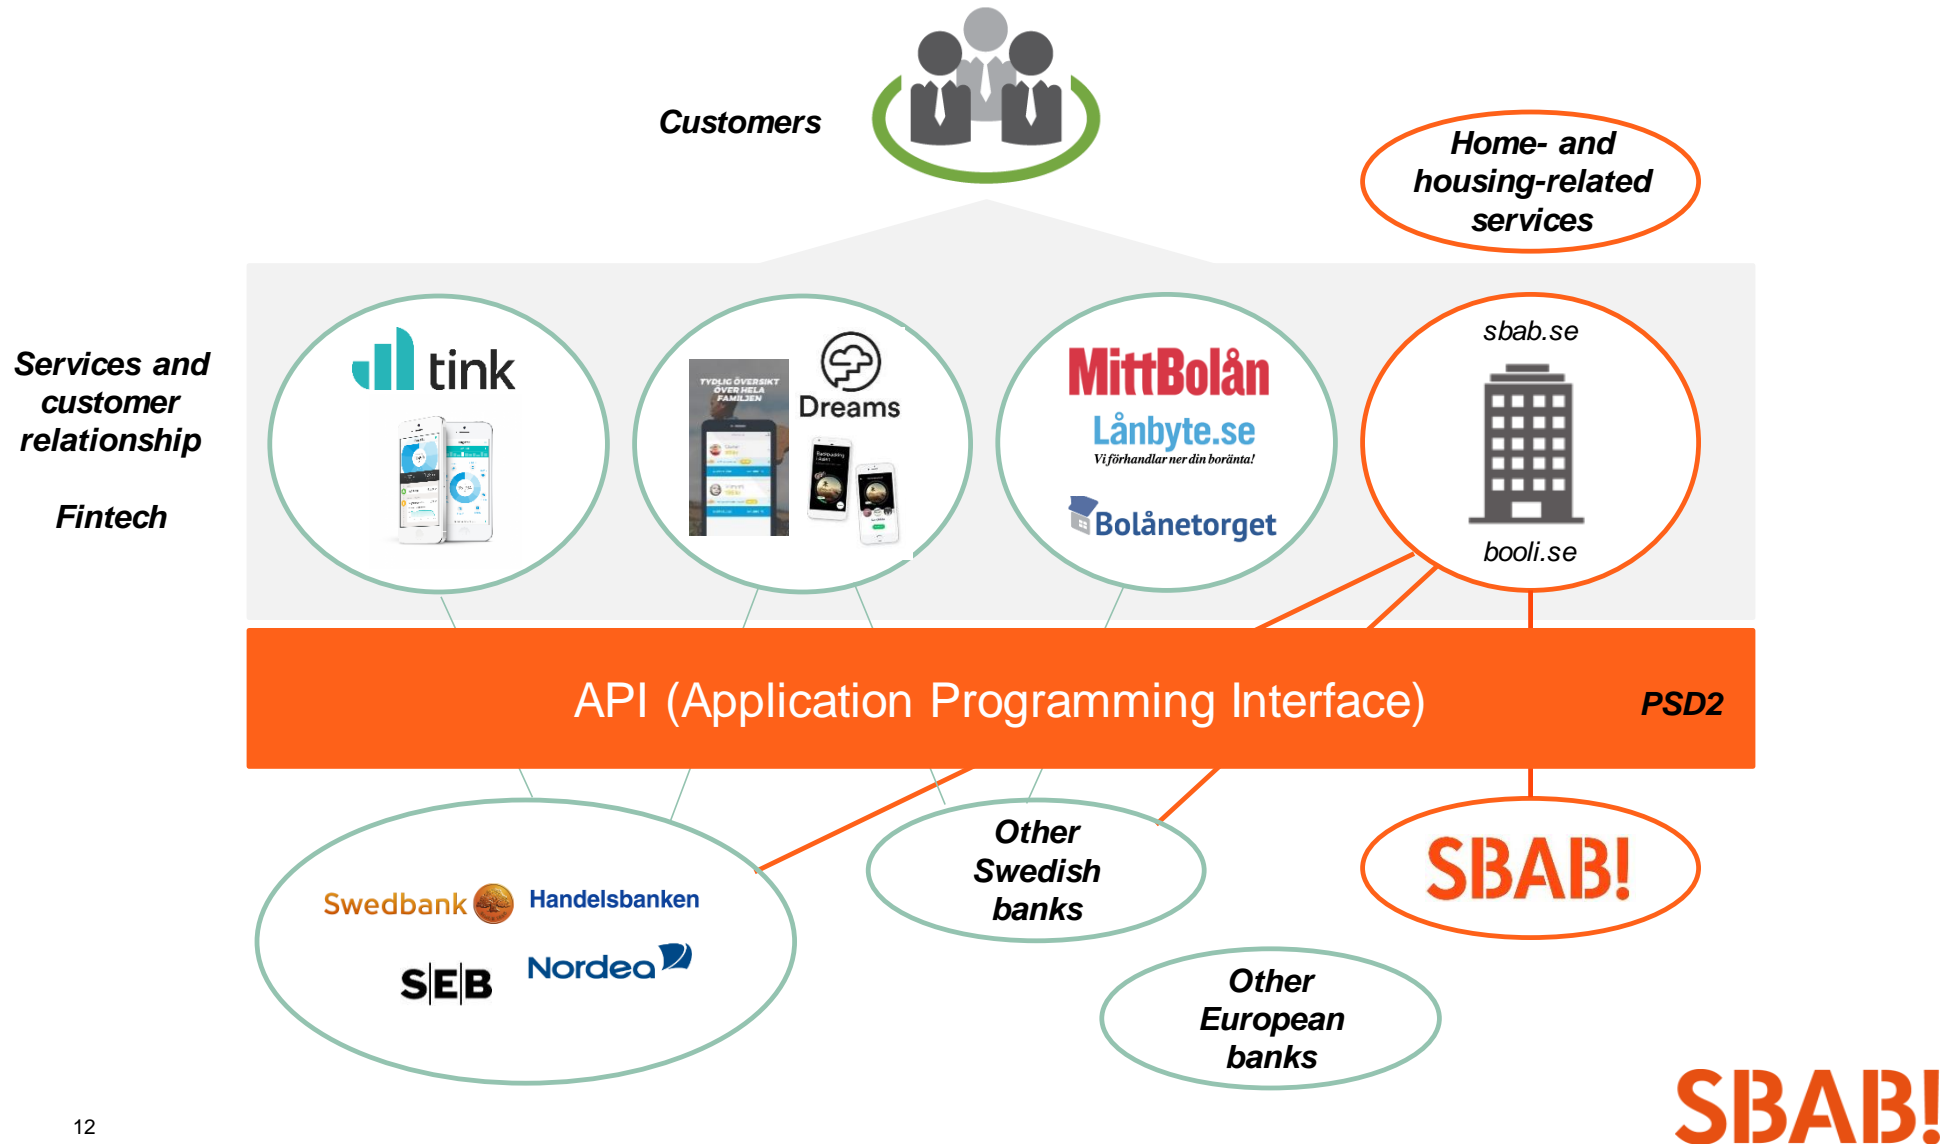 Customers
Home- and
housing-related
services
Services and
customer
relationship
Fintech
tink
TYDLIG ÖVERSIKT
ÖVER HELA
FAMILJEN
Dreams
MittBolån
Lånbyte.se
Vi förhandlar ner din boränta!
Bolånetorget
sbab.se
booli.se
API (Application Programming Interface)
PSD2
Swedbank
Handelsbanken
SEB
Nordea
Other
Swedish
banks
SBAB!
Other
European
banks
12
SBAB!